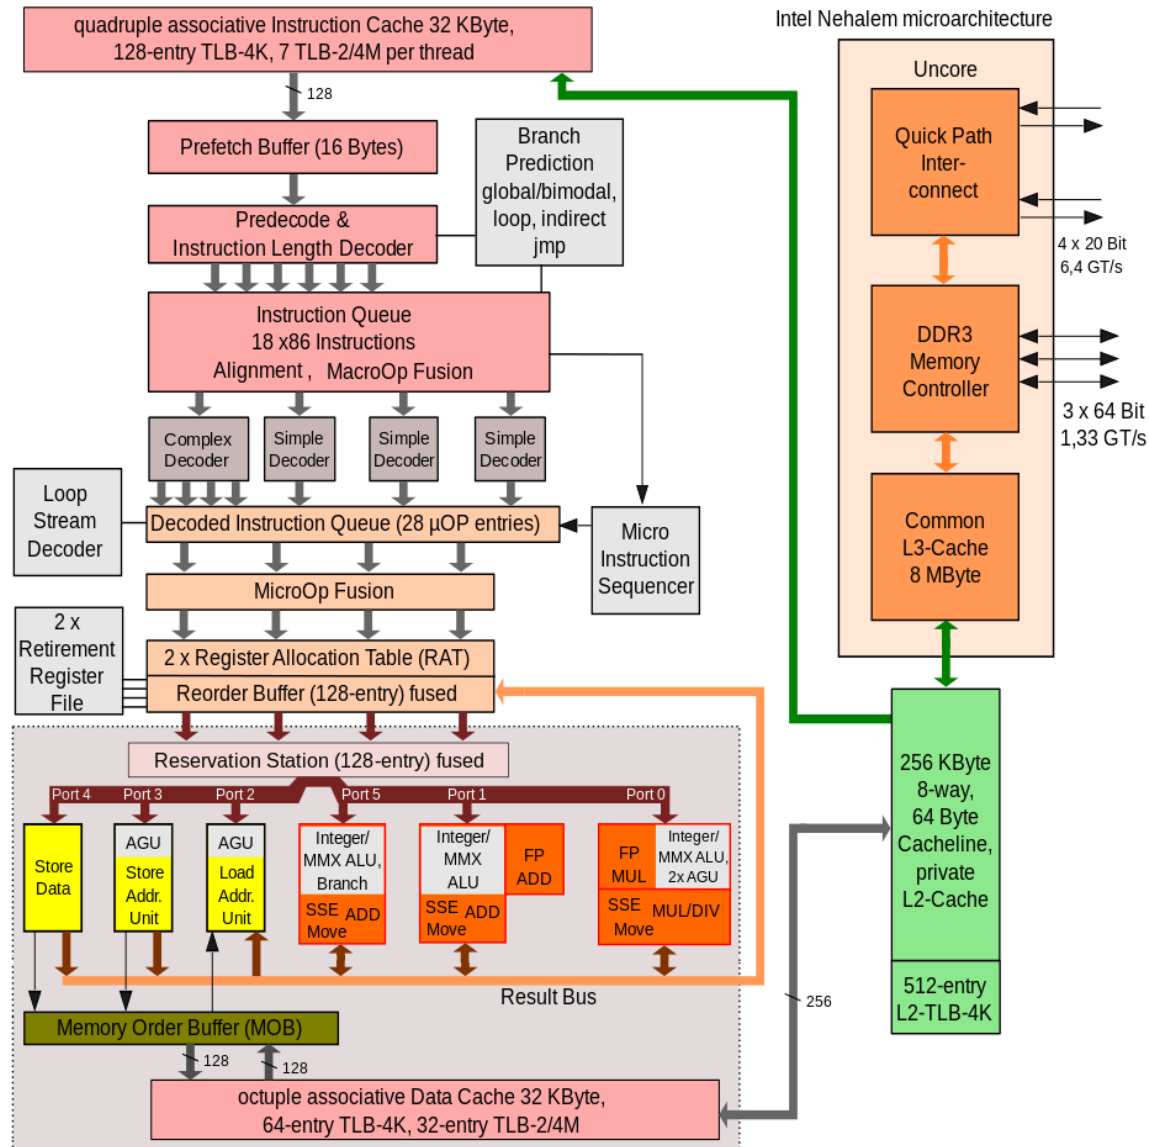 quadruple associative Instruction Cache 32 KByte,
128-entry TLB-4K, 7 TLB-2/4M per thread
128
Prefetch Buffer (16 Bytes)
Predecode &
Instruction Length Decoder
Branch
Prediction
global/bimodal,
loop, indirect
jmp
Instruction Queue
18 x86 Instructions
Alignment , MacroOp Fusion
Complex
Decoder
Simple
Decoder
Simple
Decoder
Simple
Decoder
Loop
Stream
Decoder
Decoded Instruction Queue (28 µOP entries)
Micro
Instruction
Sequencer
MicroOp Fusion
2 x
Retirement
Register
File
2 x Register Allocation Table (RAT)
Reorder Buffer (128-entry) fused
Reservation Station (128-entry) fused
Port 4
Port 3
Port 2
Port 5
Port 1
Port 0
Store
Data
AGU
Store
Addr.
Unit
AGU
Load
Addr.
Unit
Integer/
MMX ALU,
Branch
SSE ADD
Move
Integer/
MMX
ALU
FP
ADD
SSE ADD
Move
FP
MUL
Integer/
MMX ALU,
2x AGU
SSE MUL/DIV
Move
Result Bus
Memory Order Buffer (MOB)
128
128
octuple associative Data Cache 32 KByte,
64-entry TLB-4K, 32-entry TLB-2/4M
256
Intel Nehalem microarchitecture
Uncore
Quick Path
Inter-
connect
4 x 20 Bit
6,4 GT/s
DDR3
Memory
Controller
3 x 64 Bit
1,33 GT/s
Common
L3-Cache
8 MByte
256 KByte
8-way,
64 Byte
Cacheline,
private
L2-Cache
512-entry
L2-TLB-4K